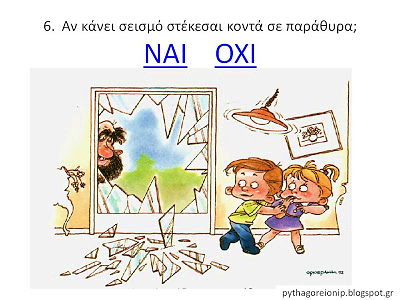 6. Αν κάνει σεισμό στέκεσαι κοντά σε παράθυρα;
ΝΑΙ ΟΧΙ
pythagoreionip.blogspot.gr